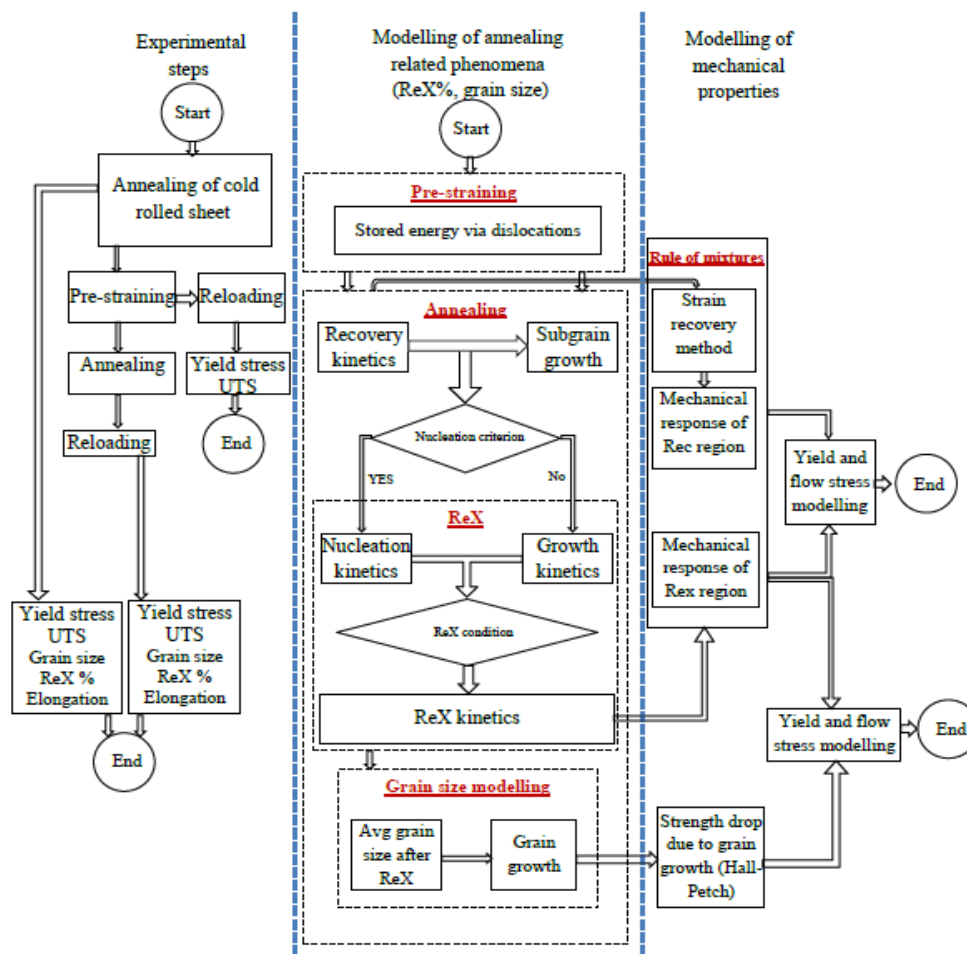 Experimental
steps
Start
Annealing of cold
rolled sheet
Pre-straining
Reloading
Annealing
Yield stress
UTS
Reloading
End
Yield stress
UTS
Grain size
ReX %
Elongation
Yield stress
UTS
Grain size
ReX %
Elongation
End
Modelling of annealing
related phenomena
(ReX%, grain size)
Start
Pre-straining
Stored energy via dislocations
Annealing
Recovery
kinetics
Subgrain
growth
Nucleation criterion
YES
No
ReX
Nucleation
kinetics
Growth
kinetics
ReX condition
ReX kinetics
Grain size modelling
Avg grain
size after
ReX
Grain
growth
Modelling of
mechanical
properties
Rule of mixtures
Strain
recovery
method
Mechanical
response of
Rec region
Mechanical
response of
Rex region
Yield and
flow stress
modelling
End
Yield and flow
stress modelling
End
Strength drop
due to grain
growth (Hall-
Petch)